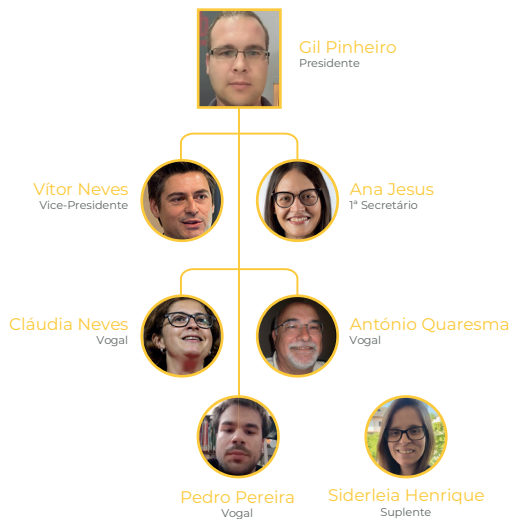 Gil Pinheiro
Presidente
Vítor Neves
Vice-Presidente
Ana Jesus
1ª Secretário
Cláudia Neves
Vogal
António Quaresma
Vogal
Pedro Pereira
Vogal
Siderleia Henrique
Suplente